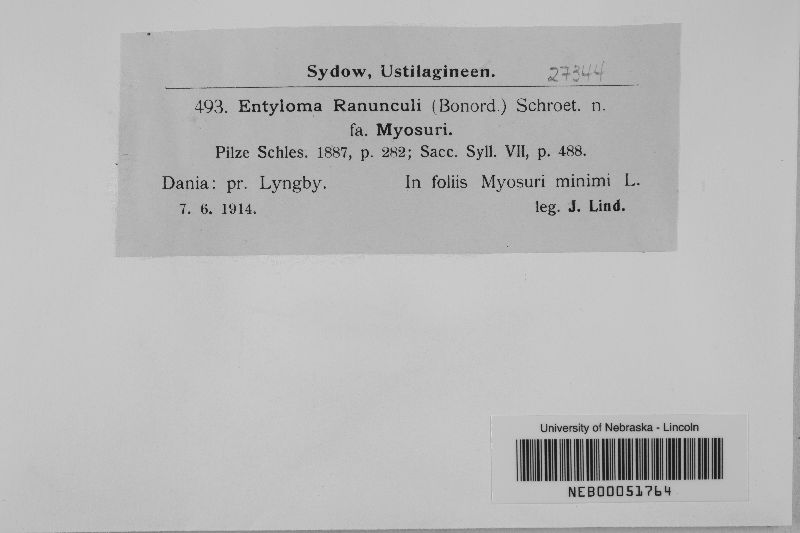 Sydow, Ustilagineen. 27344
493. Entyloma Ranunculi (Bonord.) Schroet. n.
fa. Myosuri.
Pilze Schles. 1887, p. 282; Sacc. Syll. VII, p. 488.
Dania: pr. Lyngby. In foliis Myosuri minimi L.
7. 6. 1914. leg. J. Lind.
University of Nebraska - Lincoln
NEB00051764